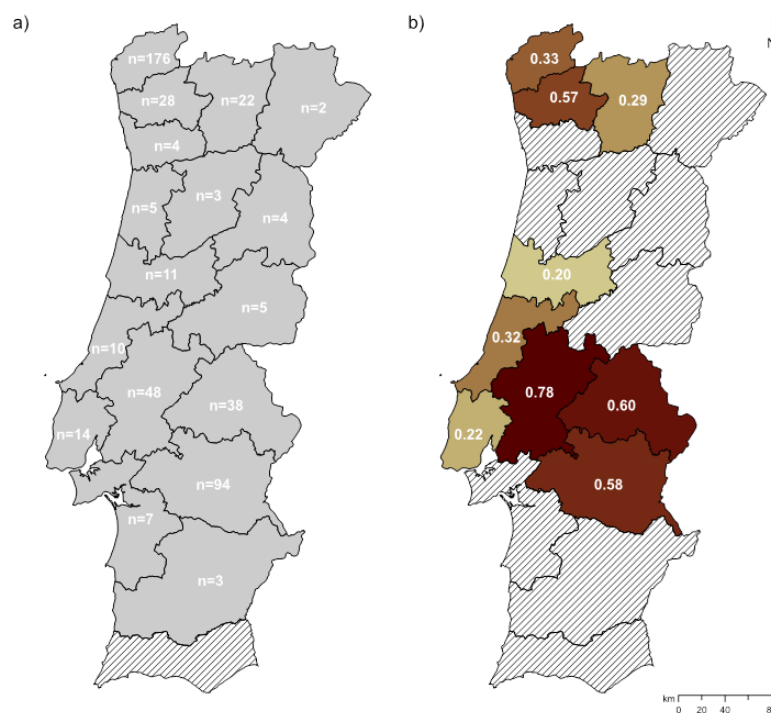 a)
b)
N
n=176
n=28
n=22
n=2
n=4
n=5
n=3
n=4
n=11
n=5
n=10
n=48
n=38
n=14
n=94
n=7
n=3
0.33
0.57
0.29
0.20
0.32
0.78
0.60
0.22
0.58
km
0 20 40